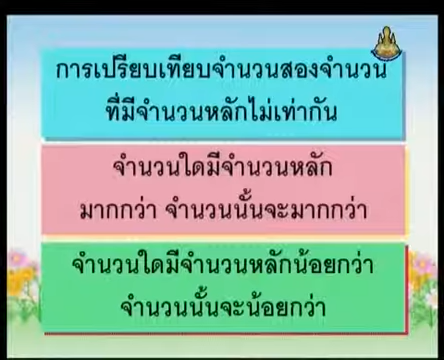 การเปรียบเทียบจำนวนสองจำนวน
ที่มีจำนวนหลักไม่เท่ากัน
จำนวนใดมีจำนวนหลัก
มากกว่า จำนวนนั้นจะมากกว่า
จำนวนใดมีจำนวนหลักน้อยกว่า
จำนวนนั้นจะน้อยกว่า